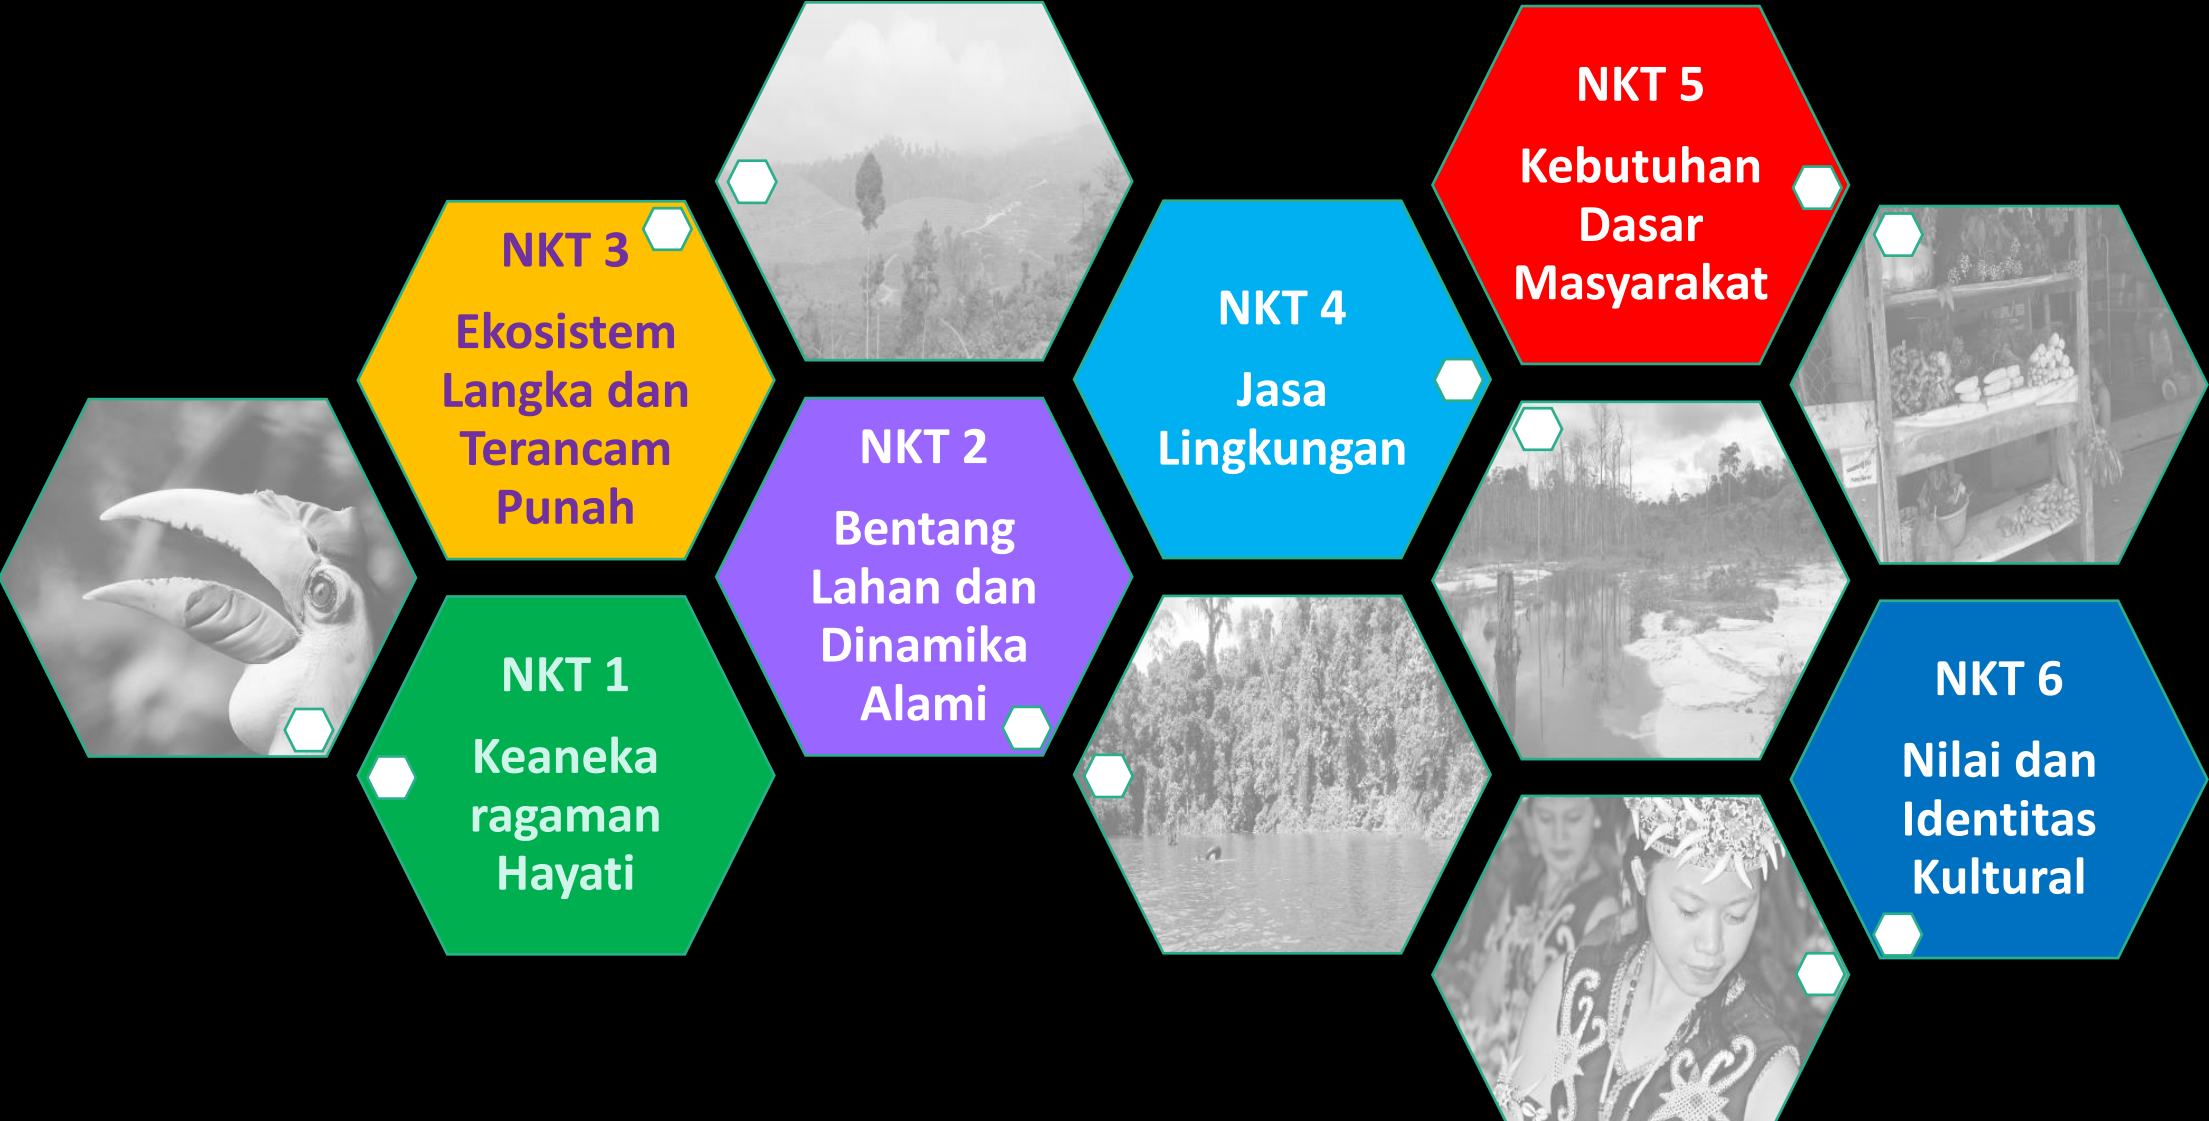 NKT 3
Ekosistem
Langka dan
Terancam
Punah
NKT 1
Keaneka
ragaman
Hayati
NKT 2
Bentang
Lahan dan
Dinamika
Alami
NKT 4
Jasa
Lingkungan
NKT 5
Kebutuhan
Dasar
Masyarakat
NKT 6
Nilai dan
Identitas
Kultural